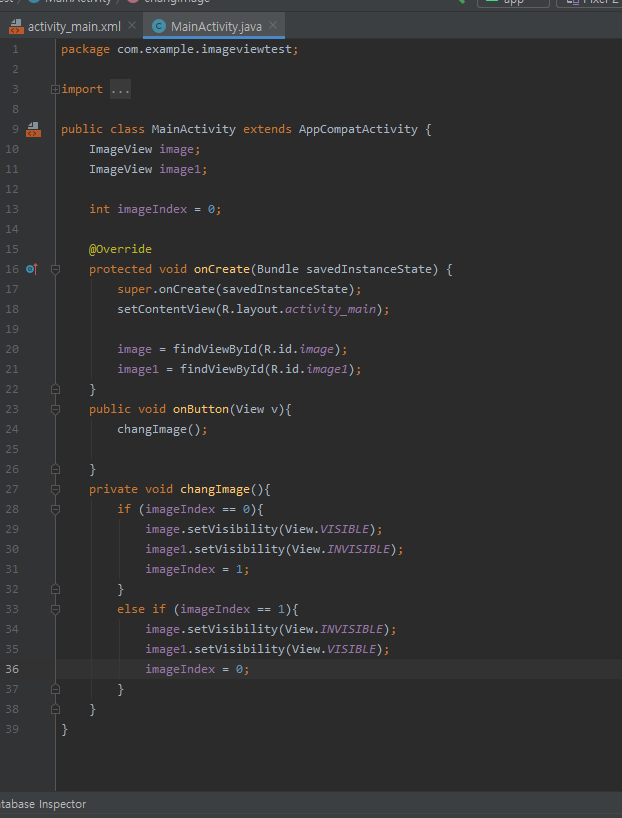 MainActivity changImage app
activity_main.xml MainActivity.java
1 package com.example.imageviewtest;
2
3 import ...
8
9 public class MainActivity extends AppCompatActivity {
10 ImageView image;
11 ImageView image1;
12
13 int imageIndex = 0;
14
15 @Override
16 protected void onCreate(Bundle savedInstanceState) {
17 super.onCreate(savedInstanceState);
18 setContentView(R.layout.activity_main);
19
20 image = findViewById(R.id.image);
21 image1 = findViewById(R.id.image1);
22 }
23 public void onButton(View v){
24 changImage();
25
26 }
27 private void changImage(){
28 if (imageIndex == 0){
29 image.setVisibility(View.VISIBLE);
30 image1.setVisibility(View.INVISIBLE);
31 imageIndex = 1;
32 }
33 else if (imageIndex == 1){
34 image.setVisibility(View.INVISIBLE);
35 image1.setVisibility(View.VISIBLE);
36 imageIndex = 0;
37 }
38 }
39 }
tabase Inspector